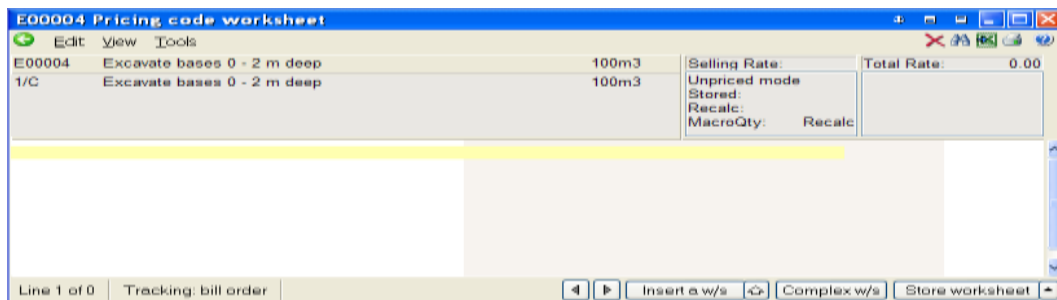 E00004 Pricing code worksheet
Edit View Tools
E00004 Excavate bases 0 - 2 m deep 100m3 Selling Rate: Total Rate: 0.00
1/C Excavate bases 0 - 2 m deep 100m3 Unpriced mode
Stored:
Recalc:
MacroQty: Recalc
Line 1 of 0 Tracking: bill order Insert a w/s Complex w/s Store worksheet